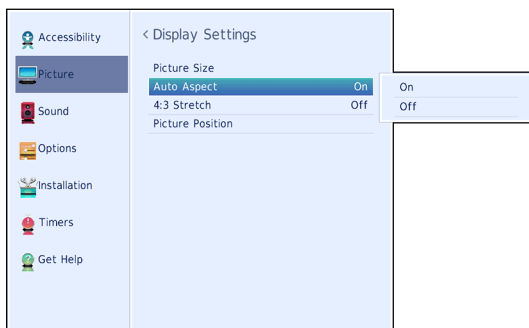 Accessibility
Picture
Sound
Options
Installation
Timers
Get Help
< Display Settings
Picture Size
Auto Aspect On
4:3 Stretch Off
Picture Position
On
Off